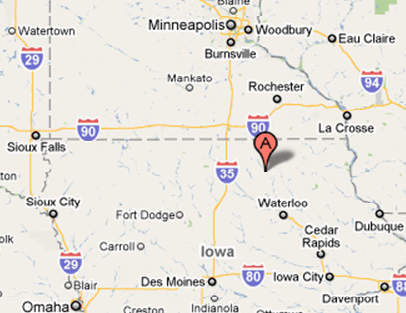 Blaine
Watertown
Minneapolis
Woodbury
Eau Claire
29
Burnsville
Mankato
94
Rochester
90
90
La Crosse
Sioux Falls
A
35
Sioux City
Fort Dodge
Waterloo
Dubuque
Cedar
Rapids
Carroll
Iowa
29
80
Des Moines
Iowa City
88
Blair
Davenport
Omaha
Creston
Indianola